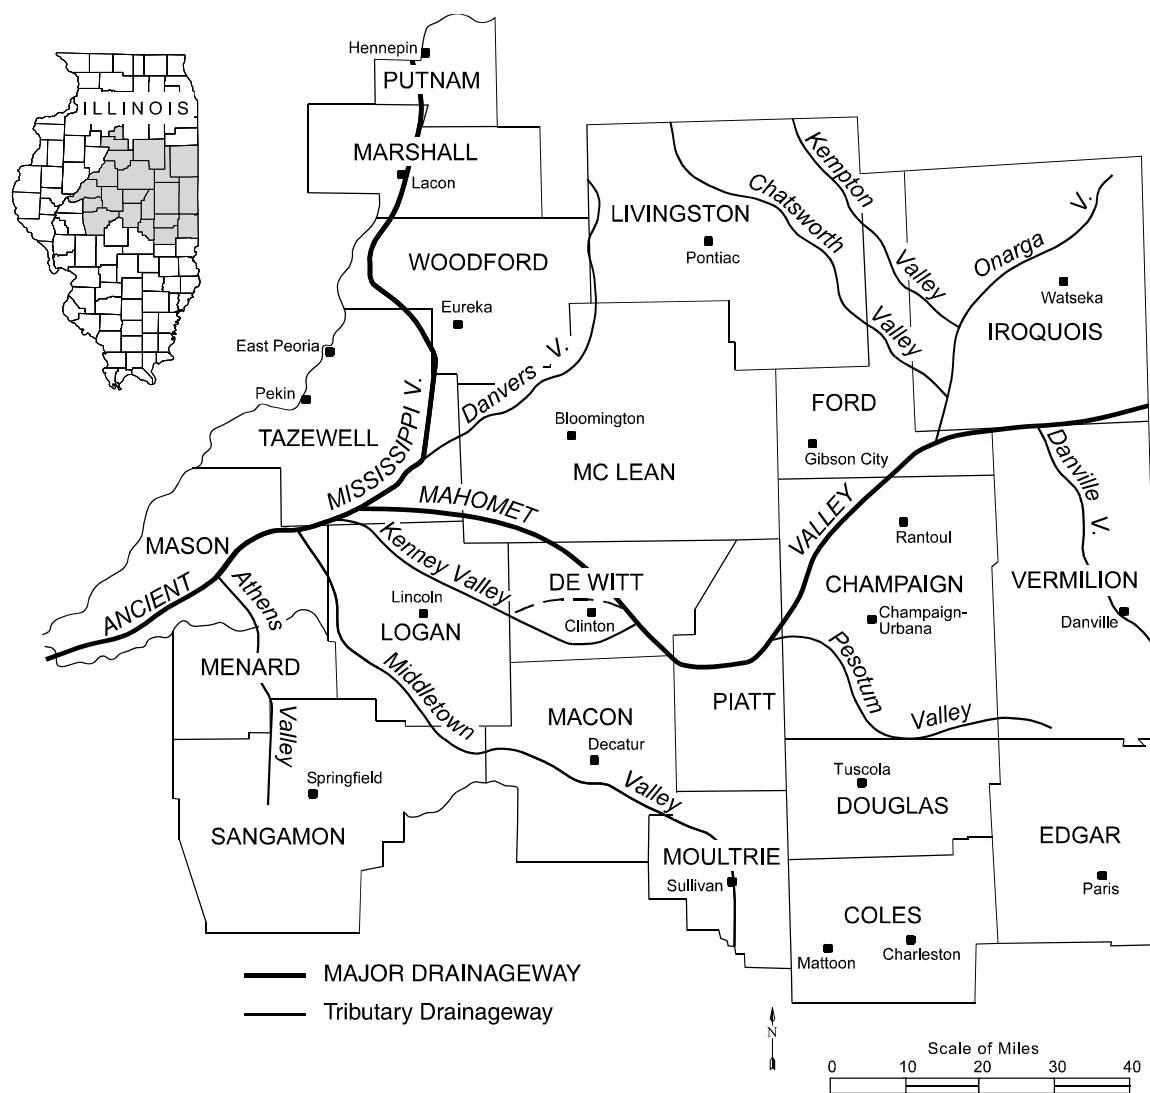 Hennepin
PUTNAM
ILLINOIS
MARSHALL
Lacon
Kempton
Valley
Chatsworth
Valley
LIVINGSTON
Pontiac
Onarga V.
Watseka
IROQUOIS
WOODFORD
Eureka
East Peoria
Pekin
TAZEWELL
Danvers V.
Bloomington
MC LEAN
FORD
Gibson City
ANCIENT MISSISSIPPI V.
MAHOMET VALLEY
Danville V.
Rantoul
MASON
Kenney Valley
DE WITT
Clinton
CHAMPAIGN
Champaign-
Urbana
VERMILION
Danville
Athens
Valley
Lincoln
LOGAN
MENARD
Middletown
Valley
PIATT
Pesotum
Valley
MACON
Decatur
Springfield
SANGAMON
Tuscola
DOUGLAS
EDGAR
Paris
MOULTRIE
Sullivan
COLES
Mattoon
Charleston
MAJOR DRAINAGEWAY
Tributary Drainageway
N
Scale of Miles
0 10 20 30 40